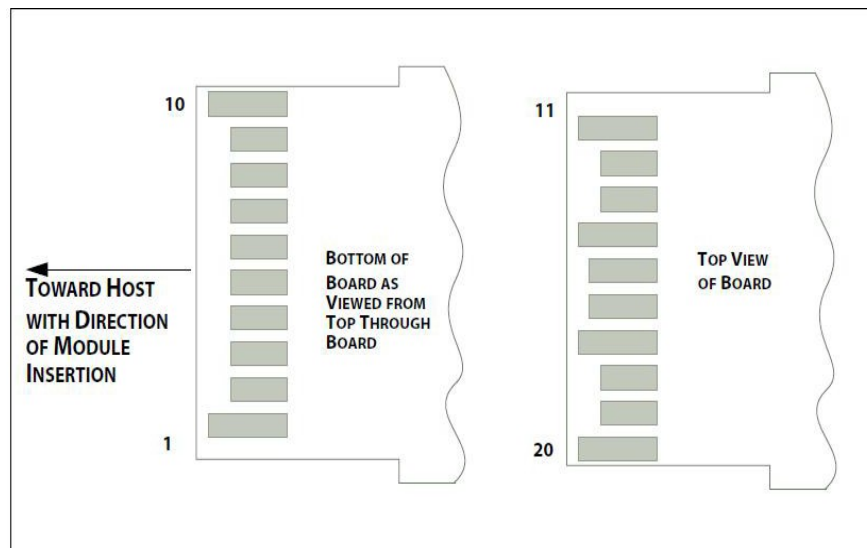 10
1
TOWARD HOST
WITH DIRECTION
OF MODULE
INSERTION
BOTTOM OF
BOARD AS
VIEWED FROM
TOP THROUGH
BOARD
11
20
TOP VIEW
OF BOARD